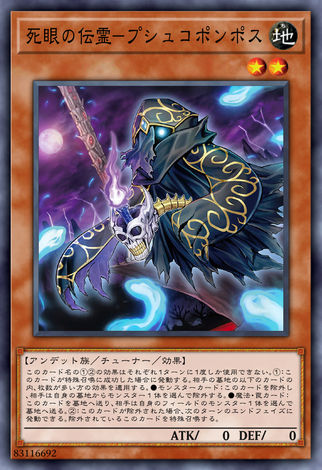 死眼の伝霊-プシュコポンポス
地
【アンデット族／チューナー／効果】
このカード名の①②の効果はそれぞれ1ターンに1度しか使用できない。①:こ
のカードが特殊召喚に成功した場合に発動する。相手の墓地の以下のカードの
内、枚数が多い方の効果を適用する。●モンスターカード:このカードを除外し、
相手は自身の墓地からモンスター1体を選んで除外する。●魔法・罠カード:
このカードを墓地へ送り、相手は自身のフィールドのモンスター1体を選んで
墓地へ送る。②:このカードが除外された場合、次のターンのエンドフェイズに
発動できる。除外されているこのカードを特殊召喚する。
ATK/ 0 DEF/ 0
83116692